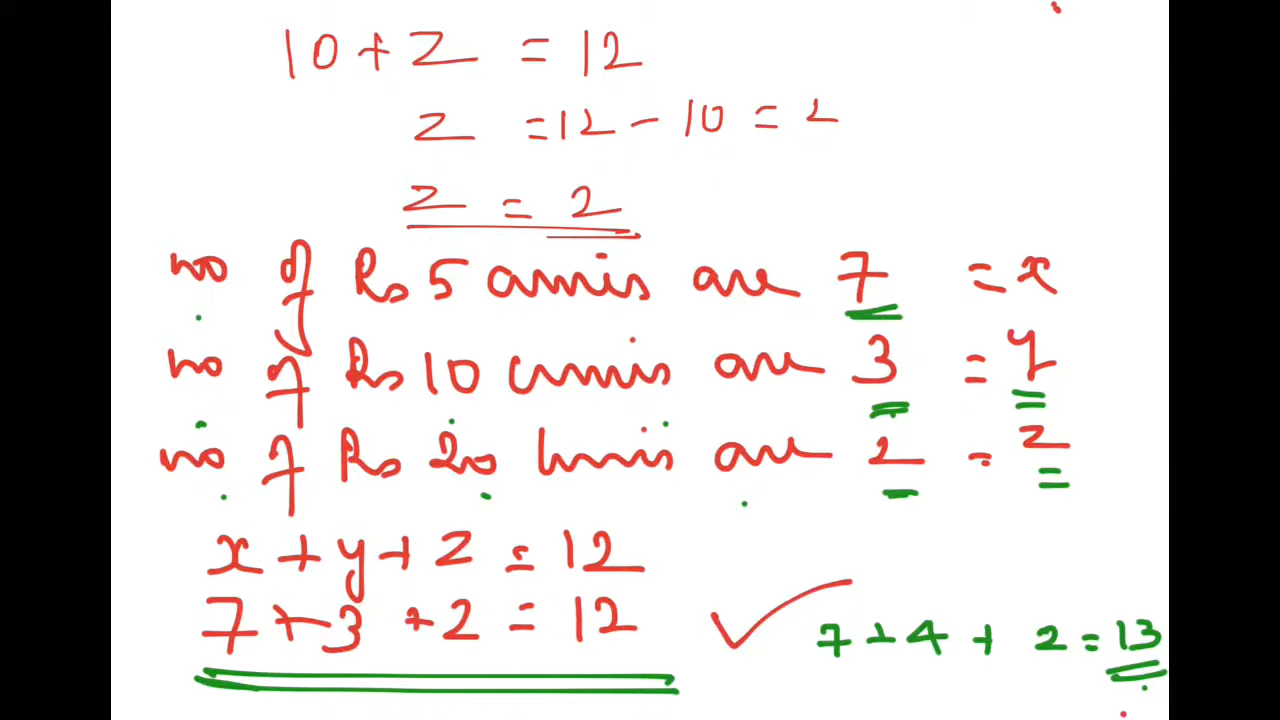 10 + z = 12
z = 12 - 10 = 2
z = 2
no of Rs 5 coins are 7 = x
no of Rs 10 coins are 3 = y
no of Rs 20 coins are 2 = z
x + y + z = 12
7 + 3 + 2 = 12 ✓
7 + 4 + 2 = 13